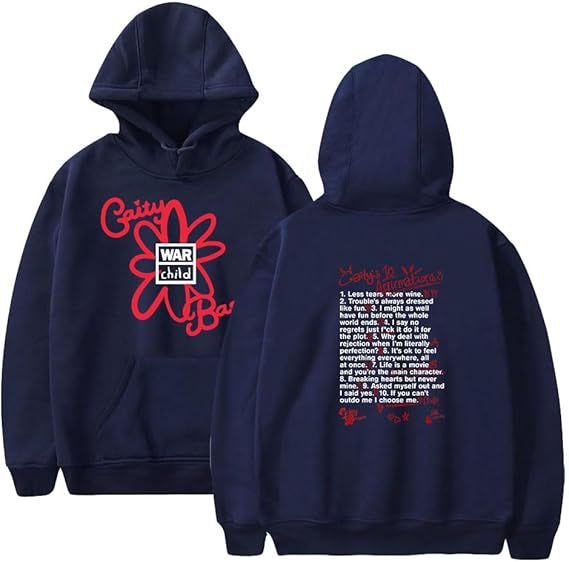 Caity
WAR
child
Bas
Caity's 10
Affirmations
1. Less tears more wine.
2. Trouble's always dressed
like fun. 3. I might as well
have fun before the whole
world ends. 4. I say no
regrets just f*ck it do it for
the plot. 5. Why deal with
rejection when I'm literally
perfection? 6. It's ok to feel
everything everywhere, all
at once. 7. Life is a movie
and you're the main character.
8. Breaking hearts but never
mine. 9. Asked myself out and
I said yes. 10. If you can't
outdo me I choose me.